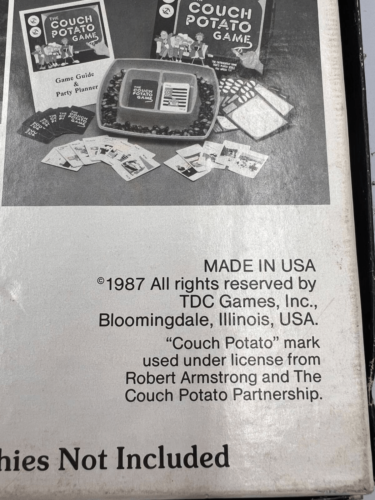 THE
COUCH
POTATO
GAME
Game Guide
&
Party Planner
THE
COUCH
POTATO
GAME
MADE IN USA
©1987 All rights reserved by
TDC Games, Inc.,
Bloomingdale, Illinois, USA.
“Couch Potato” mark
used under license from
Robert Armstrong and The
Couch Potato Partnership.
hies Not Included